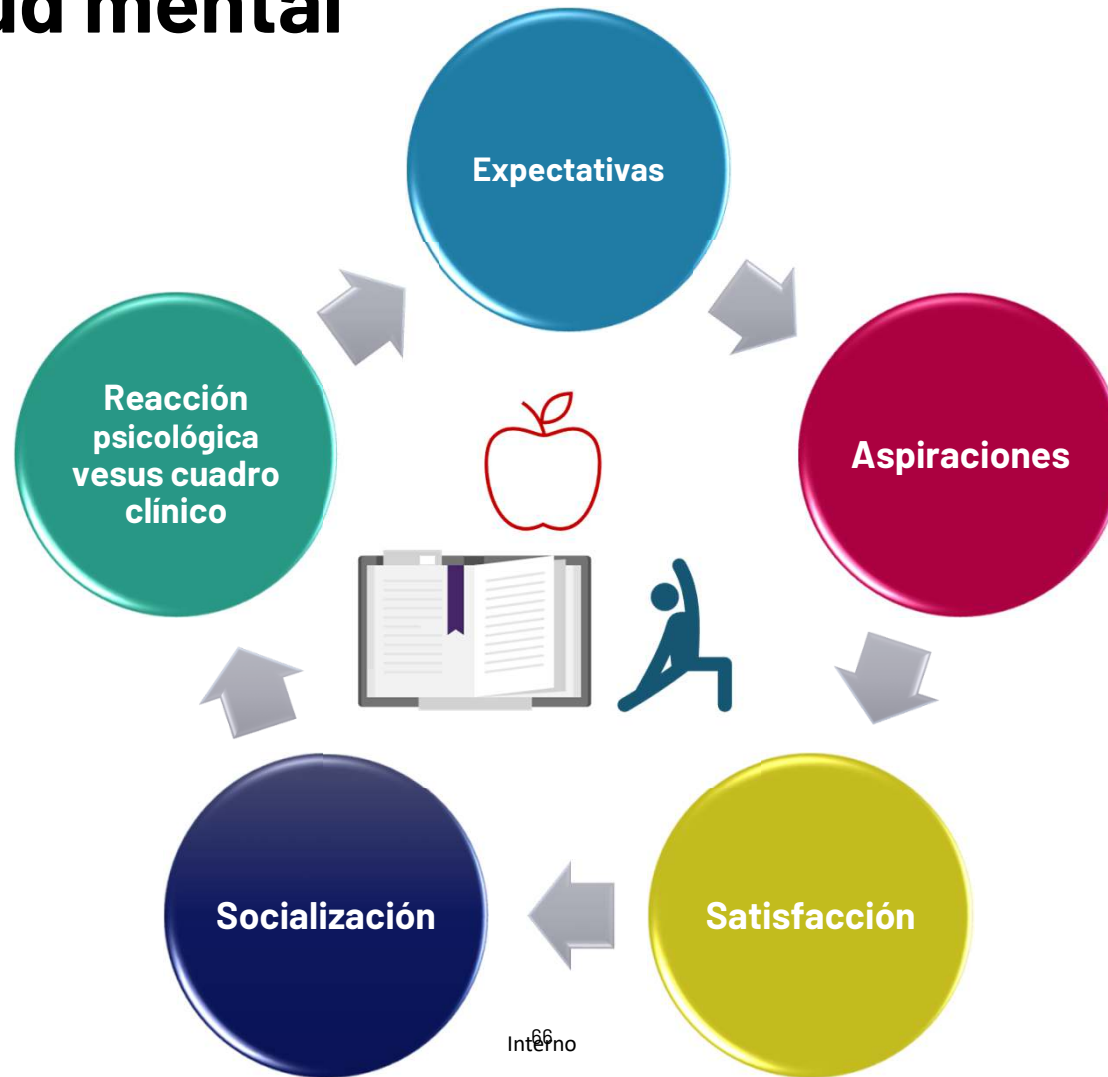 ud mental
Expectativas
Aspiraciones
Satisfacción
Socialización
Reacción
psicológica
vesus cuadro
clínico
Interno
66